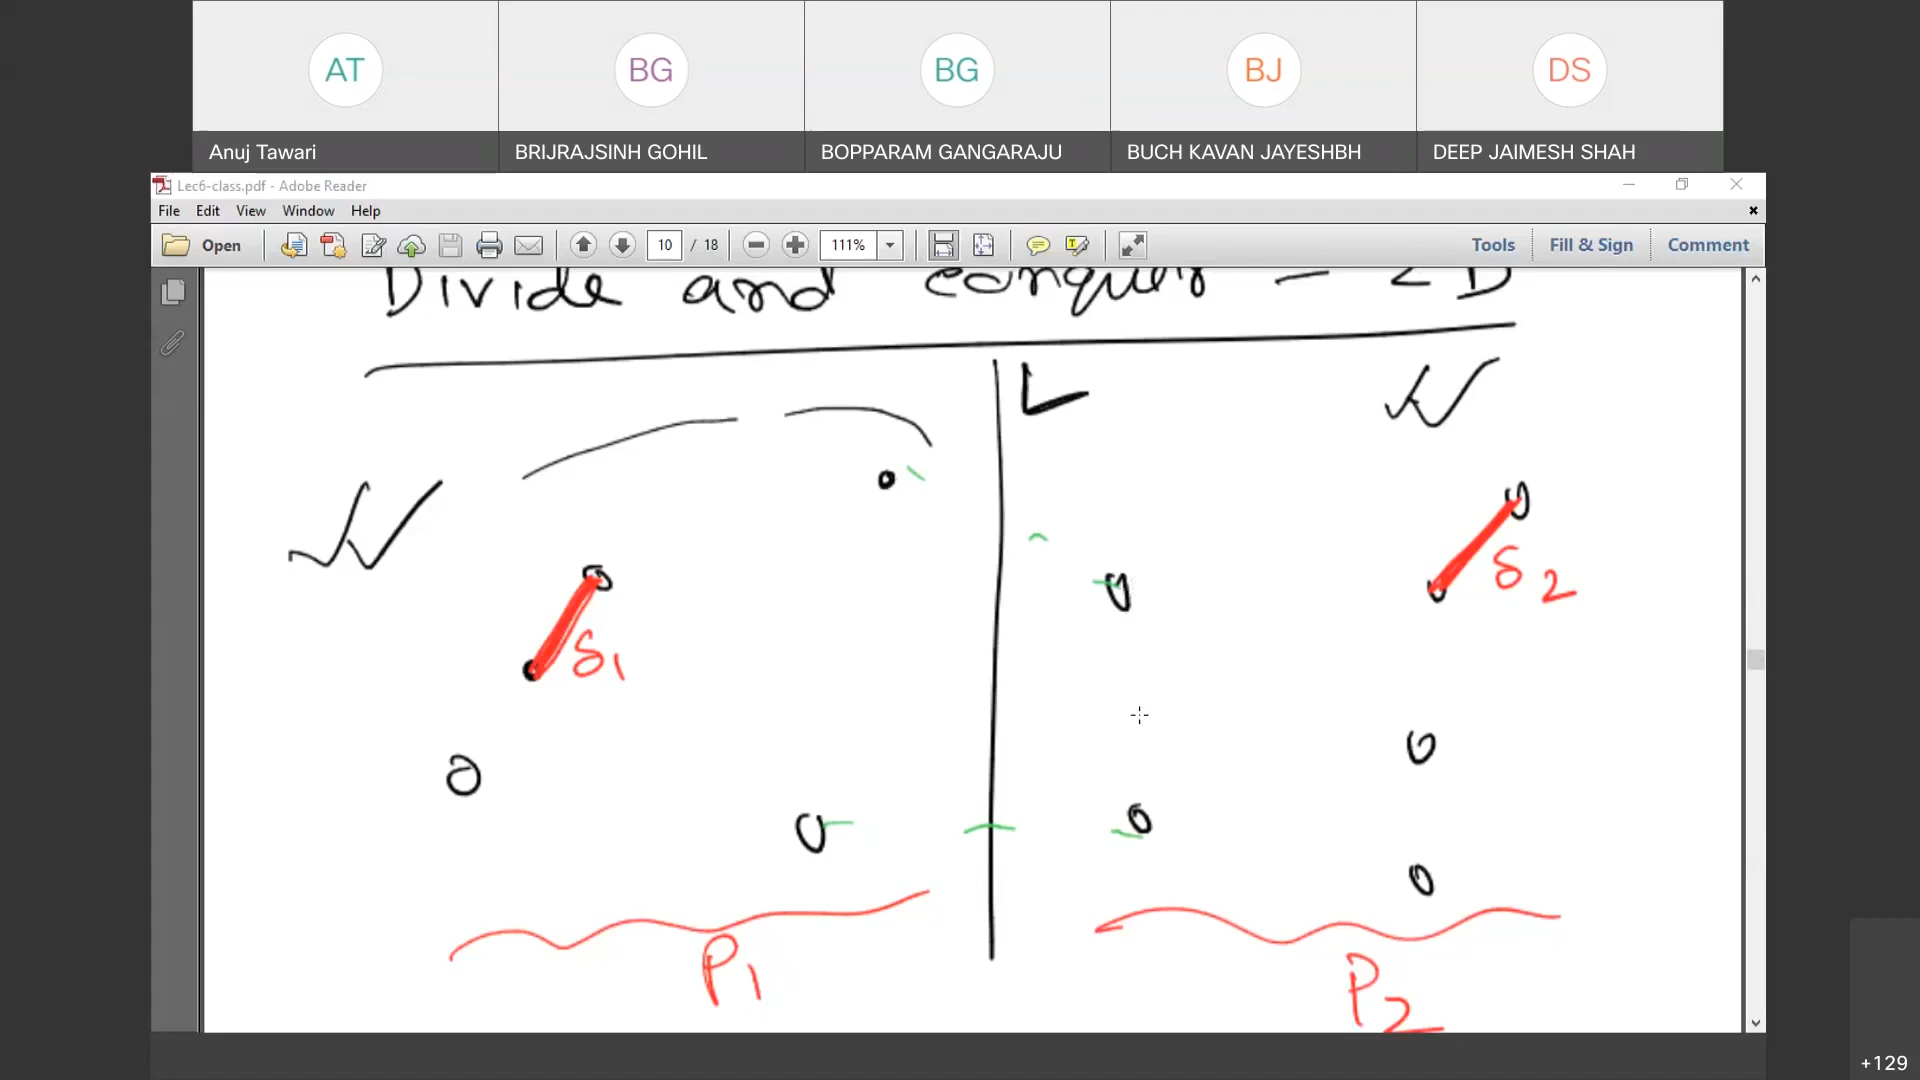 AT
BG
BG
BJ
DS
Anuj Tawari
BRIJRAJSINH GOHIL
BOPPARAM GANGARAJU
BUCH KAVAN JAYESHBH
DEEP JAIMESH SHAH
Lec6-class.pdf - Adobe Reader
File Edit View Window Help
Open
10 / 18
111%
Tools
Fill & Sign
Comment
Divide and conquer - 2D
L
δ1
δ2
P1
P2
+129